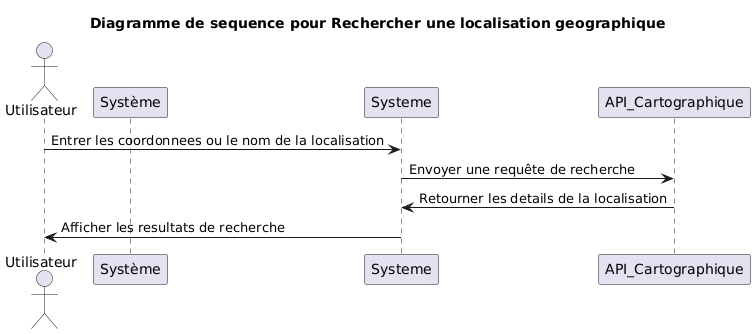 Diagramme de sequence pour Rechercher une localisation geographique
Utilisateur
Système
Systeme
API_Cartographique
Entrer les coordonnees ou le nom de la localisation
Envoyer une requête de recherche
Retourner les details de la localisation
Afficher les resultats de recherche
Utilisateur
Système
Systeme
API_Cartographique